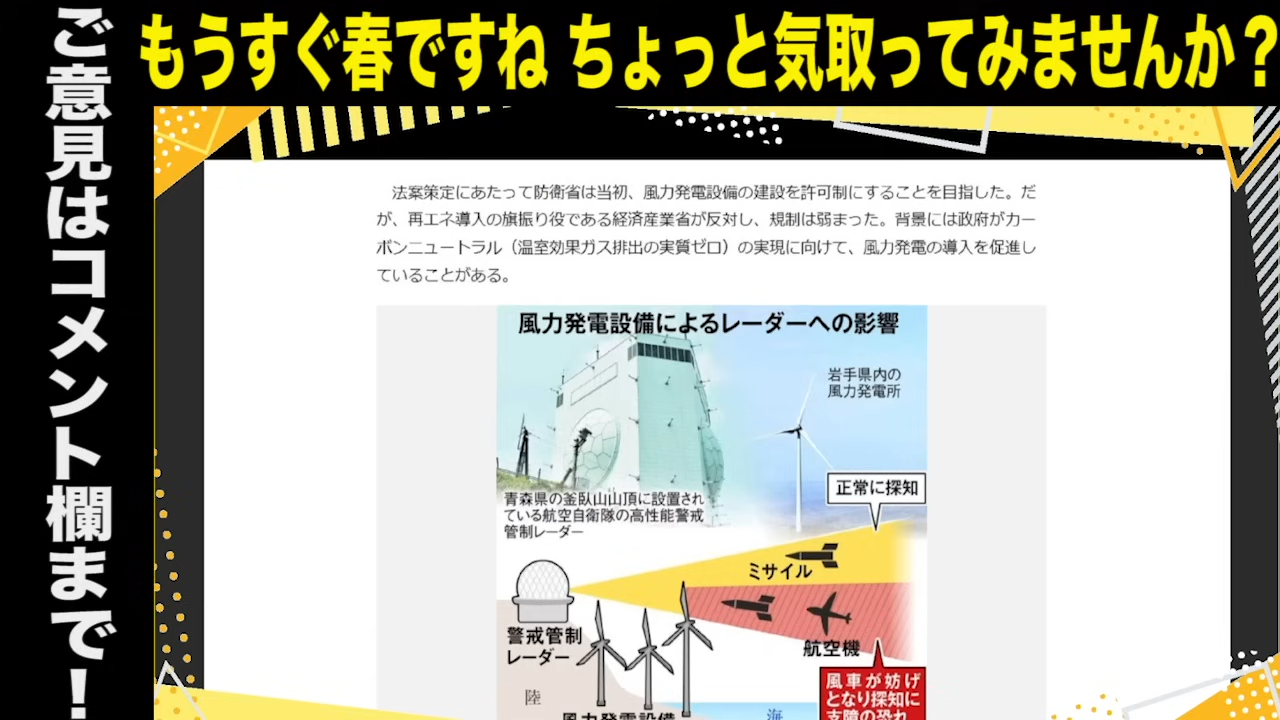 もうすぐ春ですね ちょっと気取ってみませんか？
ご意見はコメント欄まで！
法案策定にあたって防衛省は当初、風力発電設備の建設を許可制にすることを目指した。だ
が、再エネ導入の旗振り役である経済産業省が反対し、規制は弱まった。背景には政府がカー
ボンニュートラル（温室効果ガス排出の実質ゼロ）の実現に向けて、風力発電の導入を促進し
ていることがある。
風力発電設備によるレーダーへの影響
岩手県内の
風力発電所
青森県の釜臥山山頂に設置され
ている航空自衛隊の高性能警戒
管制レーダー
正常に探知
ミサイル
航空機
警戒管制
レーダー
風車が妨げ
となり探知に
支障の恐れ
陸
海
風力発電設備